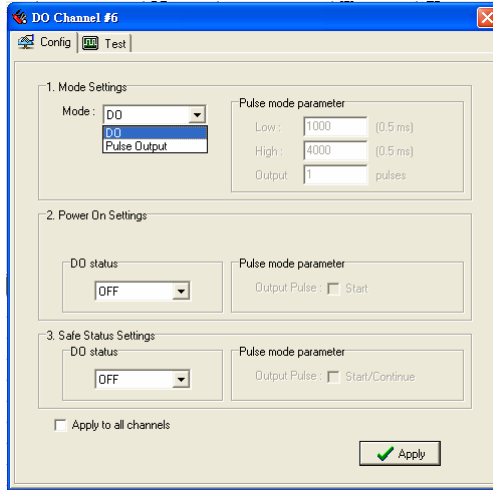 DO Channel #6
Config
Test
1. Mode Settings
Mode : DO
DO
Pulse Output
Pulse mode parameter
Low : 1000 (0.5 ms)
High : 4000 (0.5 ms)
Output 1 pulses
2. Power On Settings
DO status
OFF
Pulse mode parameter
Output Pulse : Start
3. Safe Status Settings
DO status
OFF
Pulse mode parameter
Output Pulse : Start/Continue
Apply to all channels
Apply